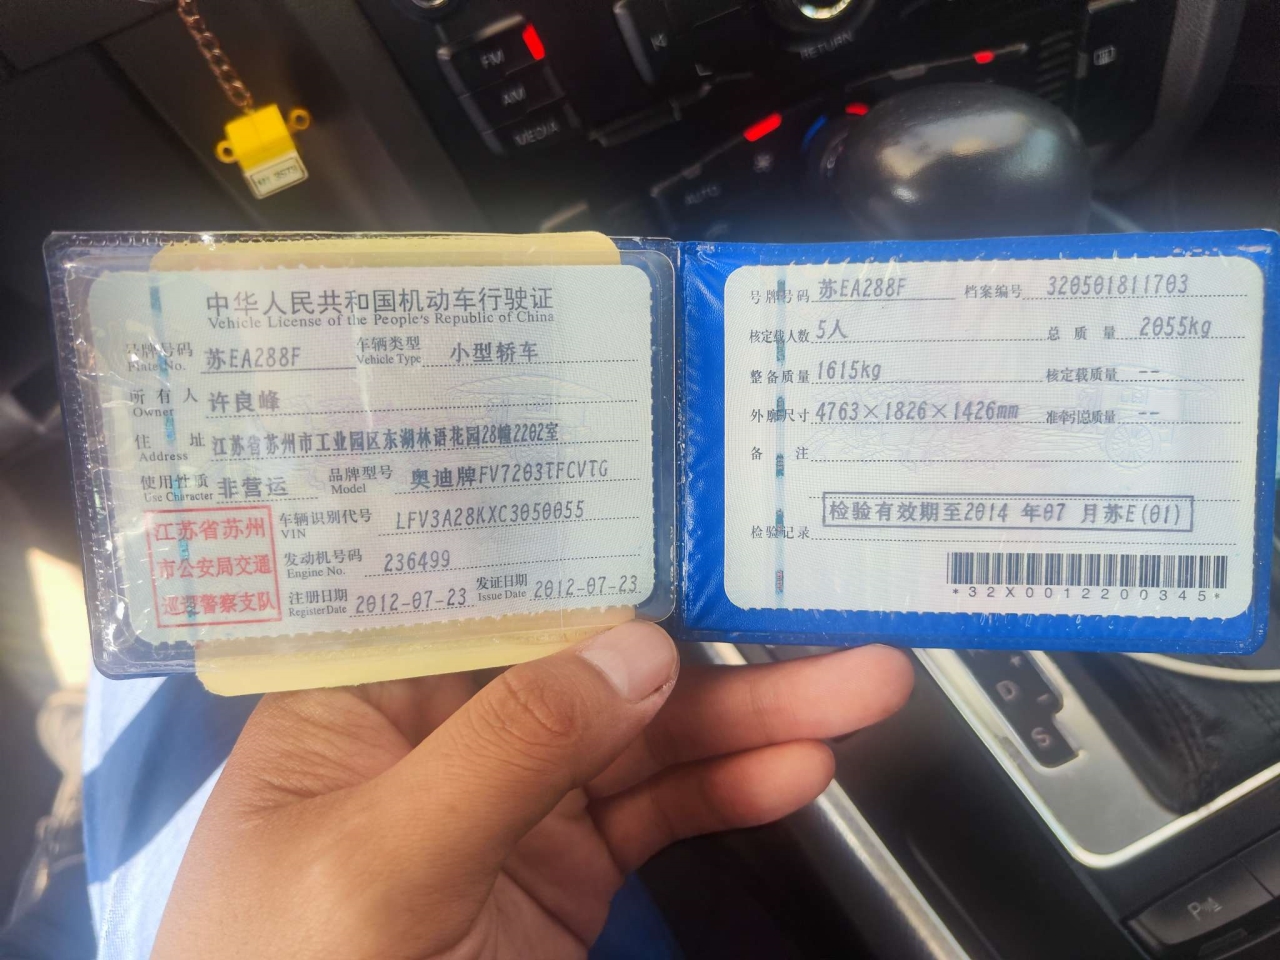 FM
AM
MEDIA
RETURN
AUTO
中华人民共和国机动车行驶证
Vehicle License of the People's Republic of China
号牌号码 苏EA288F 车辆类型 小型轿车
Plate No. Vehicle Type
所有人 许良峰
Owner
住址 江苏省苏州市工业园区东湖林语花园28幢2202室
Address
使用性质 非营运 品牌型号 奥迪牌FV7203TFCVTG
Use Character Model
江苏省苏州
市公安局交通
巡逻警察支队
车辆识别代号 LFV3A28KXC3050055
VIN
发动机号码 236499
Engine No.
注册日期 2012-07-23 发证日期 2012-07-23
Register Date Issue Date
号牌号码 苏EA288F 档案编号 320501811703
核定载人数 5人 总质量 2055kg
整备质量 1615kg 核定载质量 --
外廓尺寸 4763×1826×1426mm 准牵引总质量 --
备注
检验记录 检验有效期至2014 年07 月苏E(01)
*32X0012200345*
D
S
P